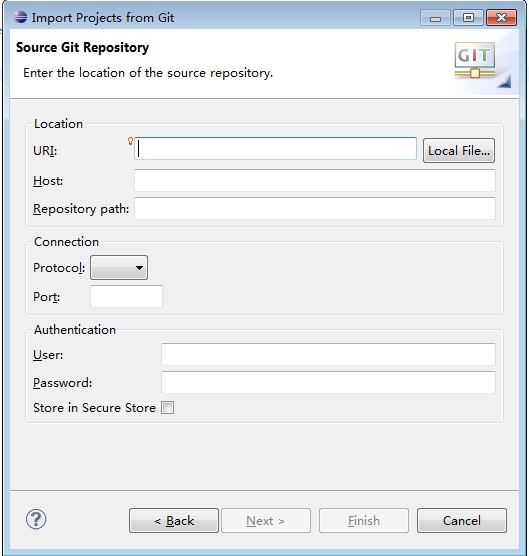 Import Projects from Git
Source Git Repository
Enter the location of the source repository.
GIT
Location
URI:
Local File...
Host:
Repository path:
Connection
Protocol:
Port:
Authentication
User:
Password:
Store in Secure Store
?
< Back
Next >
Finish
Cancel